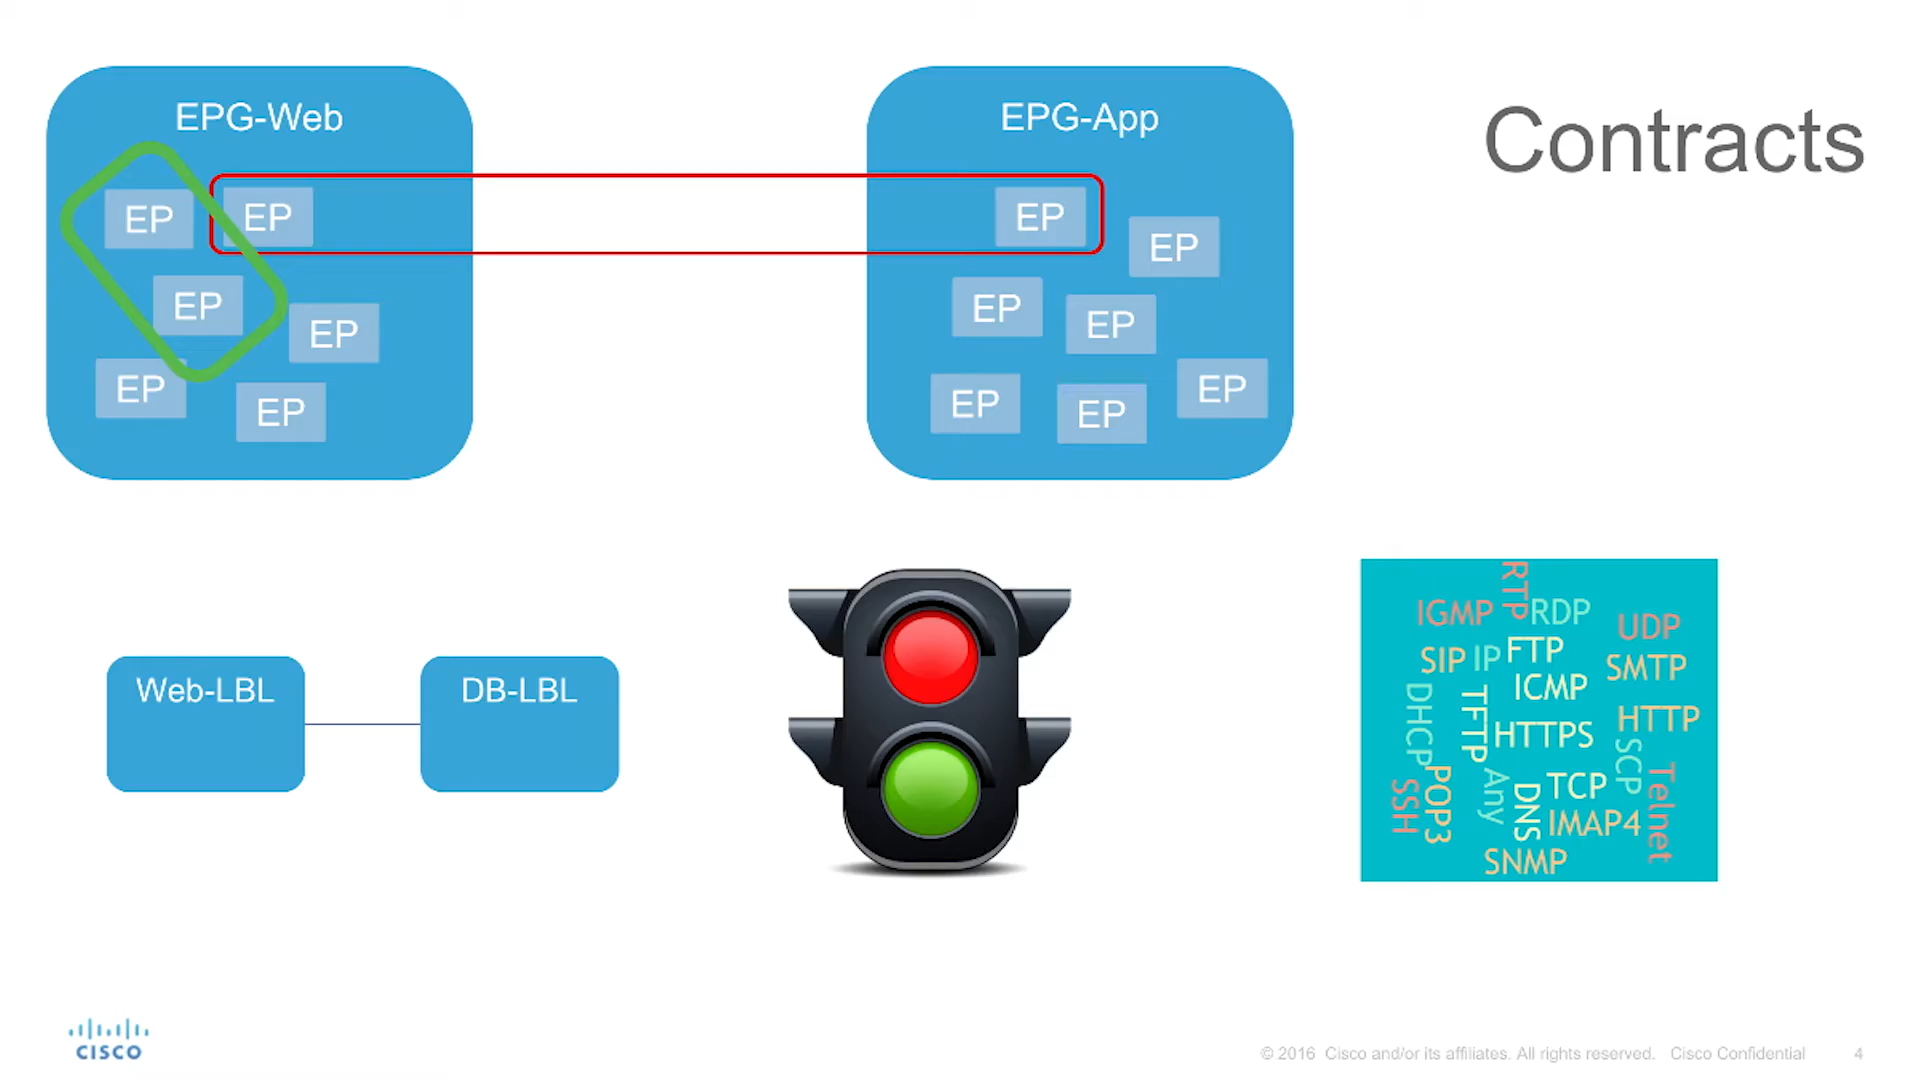 Contracts
EPG-Web
EP
EP
EP
EP
EP
EP
EPG-App
EP
EP
EP
EP
EP
EP
EP
Web-LBL
DB-LBL
RTP
IGMP
RDP
UDP
SIP
IP
FTP
SMTP
ICMP
DHCP
TFTP
HTTPS
HTTP
SCP
SSH
POP3
Any
DNS
TCP
IMAP4
Telnet
SNMP
CISCO
© 2016 Cisco and/or its affiliates. All rights reserved. Cisco Confidential 4